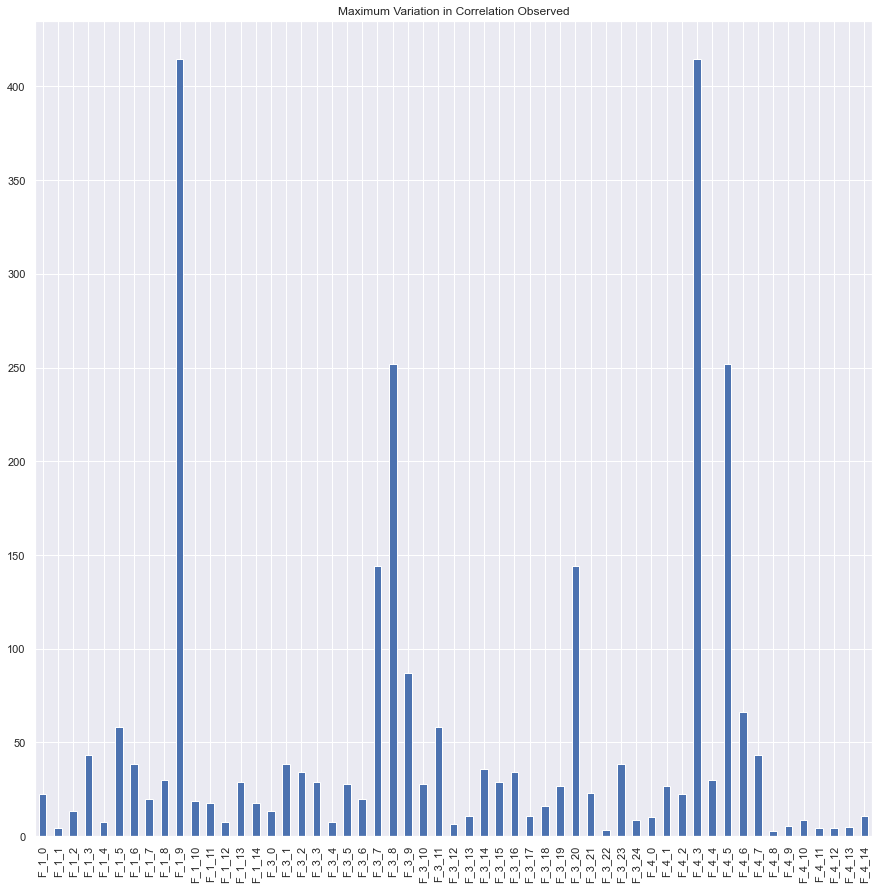 Maximum Variation in Correlation Observed
400
350
300
250
200
150
100
50
0
F_1_0
F_1_1
F_1_2
F_1_3
F_1_4
F_1_5
F_1_6
F_1_7
F_1_8
F_1_9
F_1_10
F_1_11
F_1_12
F_1_13
F_1_14
F_3_0
F_3_1
F_3_2
F_3_3
F_3_4
F_3_5
F_3_6
F_3_7
F_3_8
F_3_9
F_3_10
F_3_11
F_3_12
F_3_13
F_3_14
F_3_15
F_3_16
F_3_17
F_3_18
F_3_19
F_3_20
F_3_21
F_3_22
F_3_23
F_3_24
F_4_0
F_4_1
F_4_2
F_4_3
F_4_4
F_4_5
F_4_6
F_4_7
F_4_8
F_4_9
F_4_10
F_4_11
F_4_12
F_4_13
F_4_14